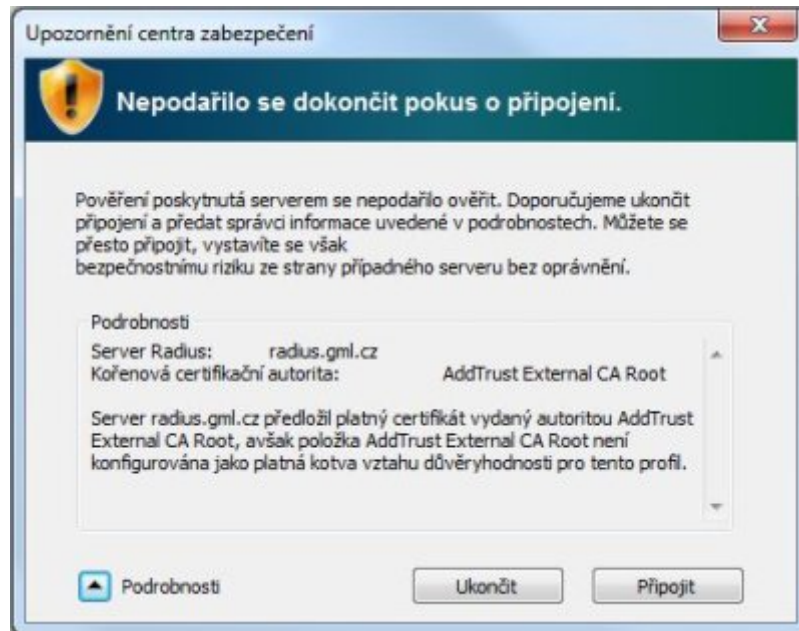 Upozornění centra zabezpečení
Nepodařilo se dokončit pokus o připojení.
Pověření poskytnutá serverem se nepodařilo ověřit. Doporučujeme ukončit
připojení a předat správci informace uvedené v podrobnostech. Můžete se
přesto připojit, vystavíte se však
bezpečnostnímu riziku ze strany případného serveru bez oprávnění.
Podrobnosti
Server Radius: radius.gml.cz
Kořenová certifikační autorita: AddTrust External CA Root
Server radius.gml.cz předložil platný certifikát vydaný autoritou AddTrust
External CA Root, avšak položka AddTrust External CA Root není
konfigurována jako platná kotva vztahu důvěryhodnosti pro tento profil.
Podrobnosti Ukončit Připojit